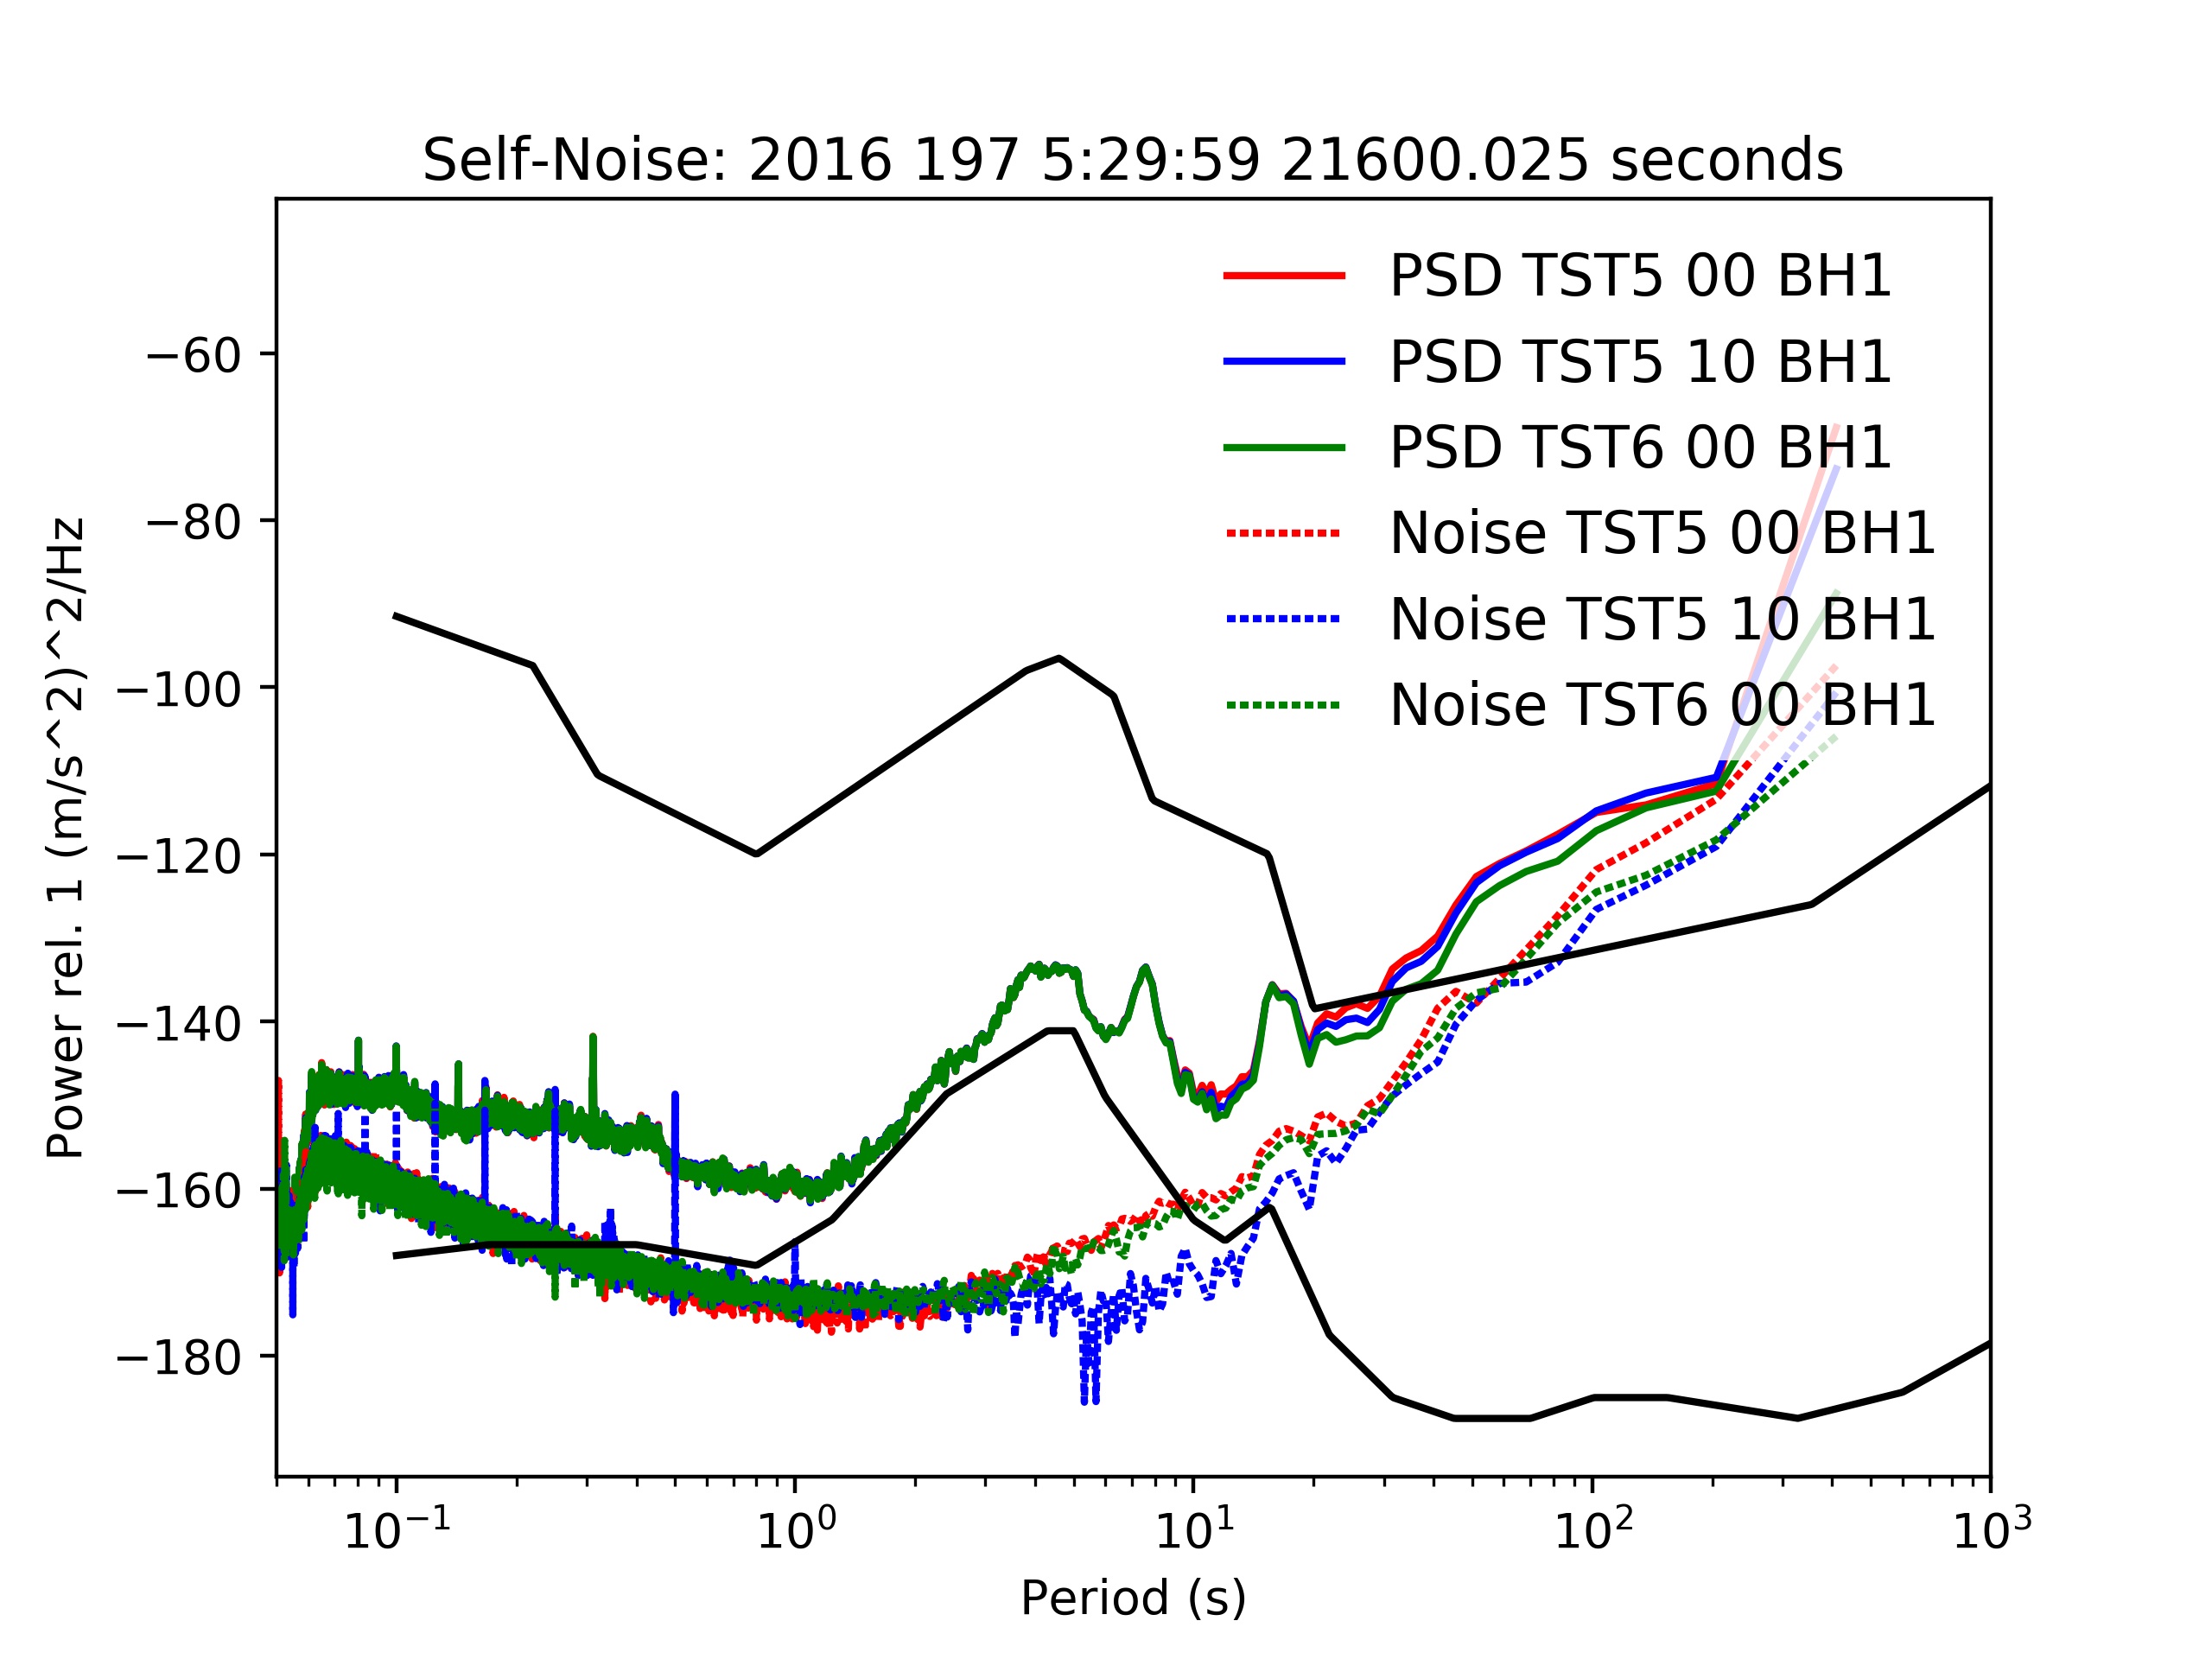 Self-Noise: 2016 197 5:29:59 21600.025 seconds
PSD TST5 00 BH1
PSD TST5 10 BH1
PSD TST6 00 BH1
Noise TST5 00 BH1
Noise TST5 10 BH1
Noise TST6 00 BH1
Power rel. 1 (m/s^2)^2/Hz
−60
−80
−100
−120
−140
−160
−180
10⁻¹ 10⁰ 10¹ 10² 10³
Period (s)